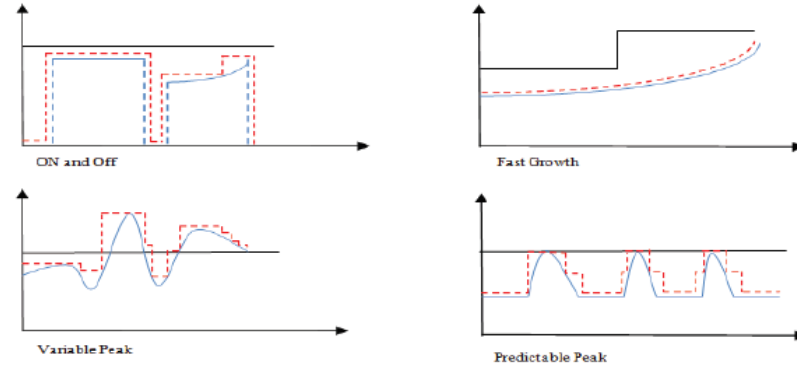 ON and Off
Fast Growth
Variable Peak
Predictable Peak